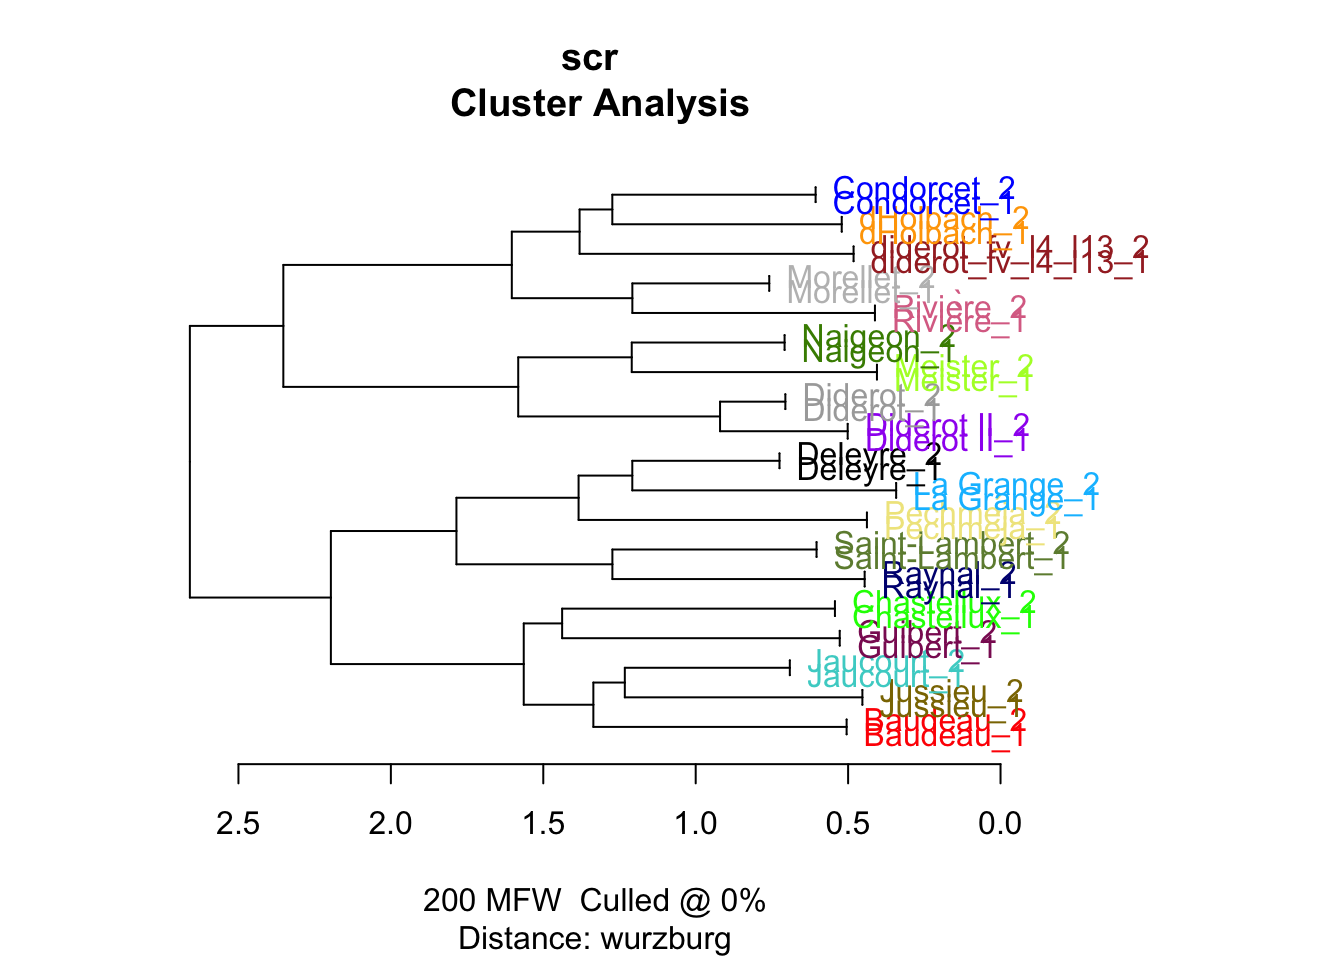 scr
Cluster Analysis
Condorcet_2
Condorcet_1
dHolbach_2
dHolbach_1
diderot_fv_l4_l13_2
diderot_fv_l4_l13_1
Morellet_2
Morellet_1
Rivière_2
Rivière_1
Naigeon_2
Naigeon_1
Meister_2
Meister_1
Diderot_2
Diderot_1
Diderot II_2
Diderot II_1
Deleyre_2
Deleyre_1
La Grange_2
La Grange_1
Pechmeja_2
Pechmeja_1
Saint-Lambert_2
Saint-Lambert_1
Raynal_2
Raynal_1
Chastellux_2
Chastellux_1
Guibert_2
Guibert_1
Jaucourt_2
Jaucourt_1
Jussieu_2
Jussieu_1
Baudeau_2
Baudeau_1
2.5 2.0 1.5 1.0 0.5 0.0
200 MFW Culled @ 0%
Distance: wurzburg